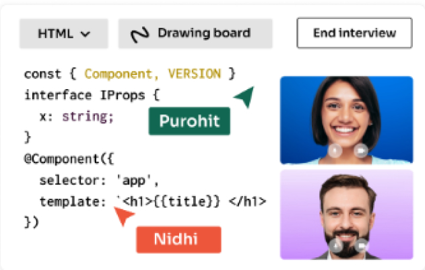 HTML
Drawing board
End interview
const { Component, VERSION }
interface IProps {
x: string;
}
Purohit
@Component({
selector: 'app',
template: `<h1>{{title}} </h1>
})
Nidhi